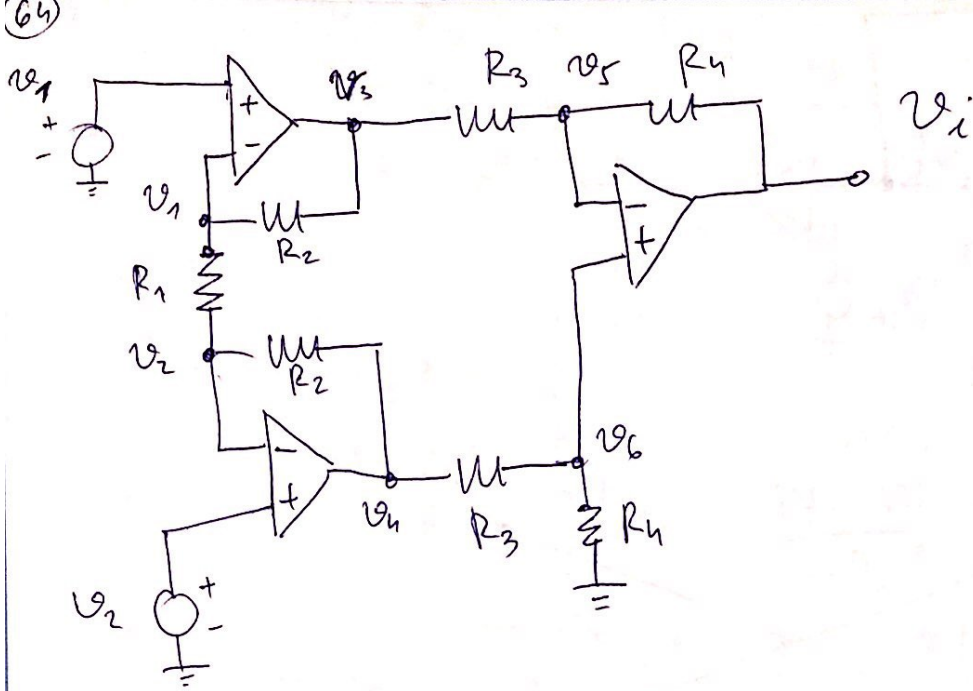 64)
v1
+
-
+
-
V3
R3
v5
R4
vi
v1
R2
-
+
R1
v2
R2
-
+
v4
R3
v6
R4
v2
+
-